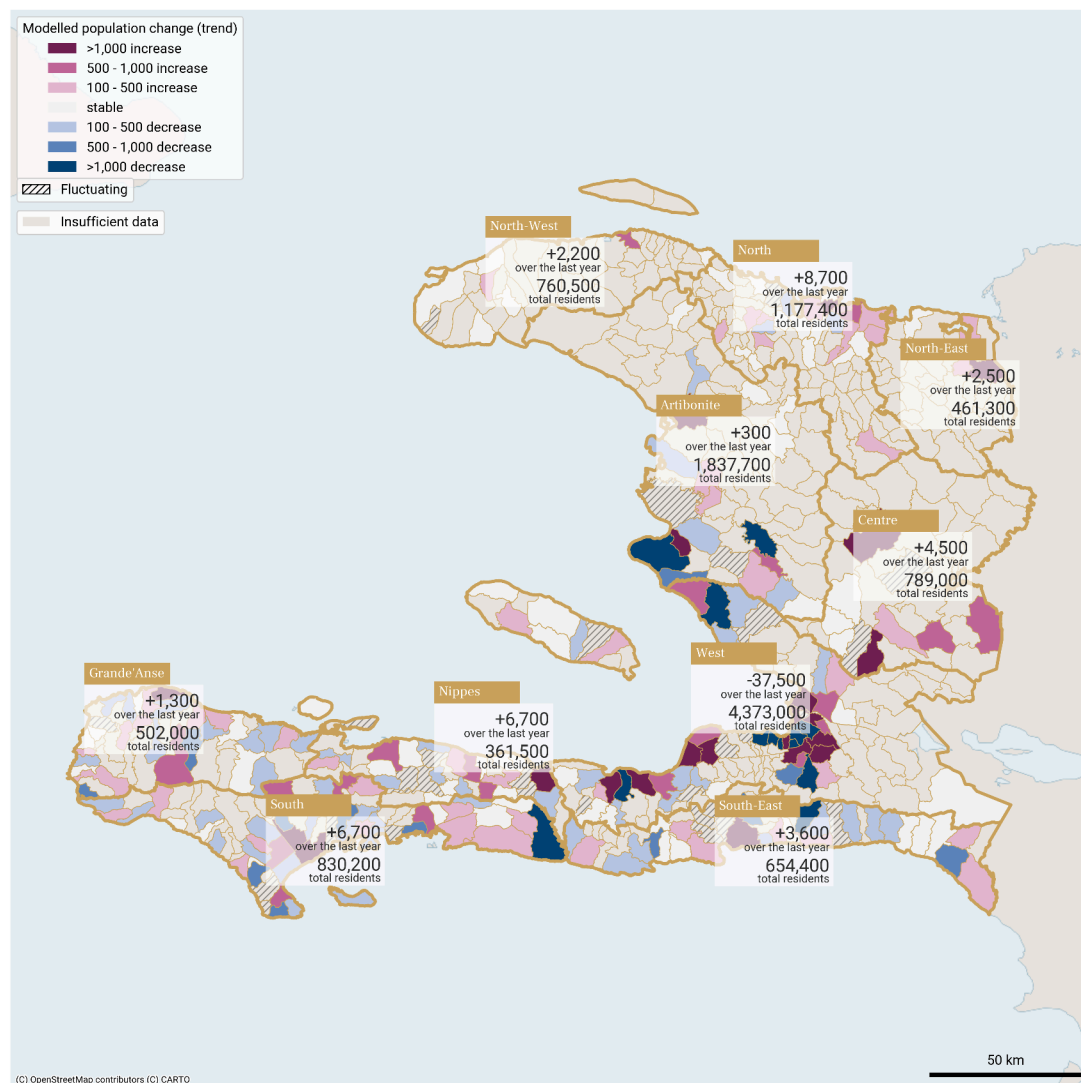 Modelled population change (trend)
>1,000 increase
500 - 1,000 increase
100 - 500 increase
stable
100 - 500 decrease
500 - 1,000 decrease
>1,000 decrease
Fluctuating
Insufficient data
North-West
+2,200
over the last year
760,500
total residents
North
+8,700
over the last year
1,177,400
total residents
North-East
+2,500
over the last year
461,300
total residents
Artibonite
+300
over the last year
1,837,700
total residents
Centre
+4,500
over the last year
789,000
total residents
West
-37,500
over the last year
4,373,000
total residents
Grande'Anse
+1,300
over the last year
502,000
total residents
Nippes
+6,700
over the last year
361,500
total residents
South
+6,700
over the last year
830,200
total residents
South-East
+3,600
over the last year
654,400
total residents
50 km
(C) OpenStreetMap contributors (C) CARTO